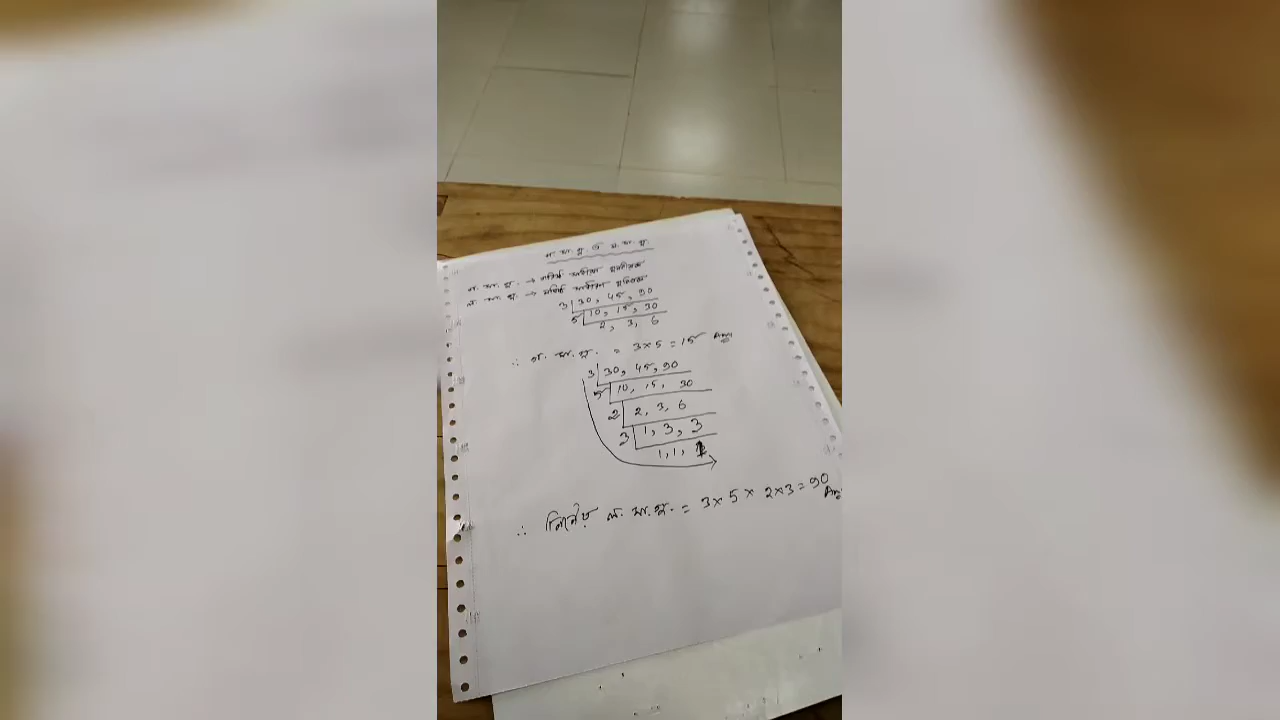 ল. সা. গু ও গ. সা. গু.
গ. সা. গু. → গরিষ্ঠ সাধারণ গুণনীয়ক
ল. সা. গু. → লঘিষ্ঠ সাধারণ গুণিতক
3 | 30, 45, 90
5 | 10, 15, 30
2, 3, 6
∴ গ. সা. গু. = 3×5 = 15 Ans
3 | 30, 45, 90
5 | 10, 15, 30
2 | 2, 3, 6
3 | 1, 3, 3
1, 1, 1
∴ নির্ণেয় ল. সা. গু. = 3×5×2×3=90 Ans